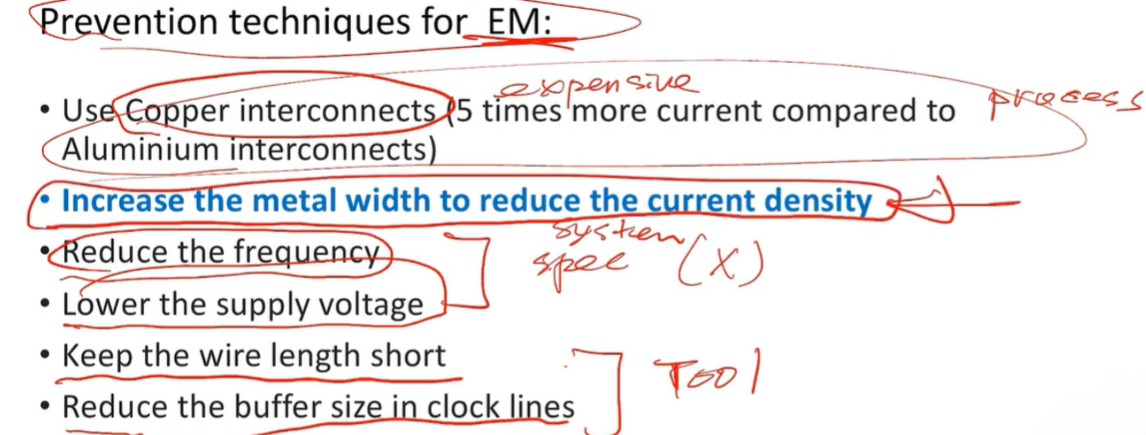 Prevention techniques for EM:
expensive
• Use Copper interconnects (5 times more current compared to process
Aluminium interconnects)
• Increase the metal width to reduce the current density
system
• Reduce the frequency
spec (X)
• Lower the supply voltage
• Keep the wire length short
Tool
• Reduce the buffer size in clock lines